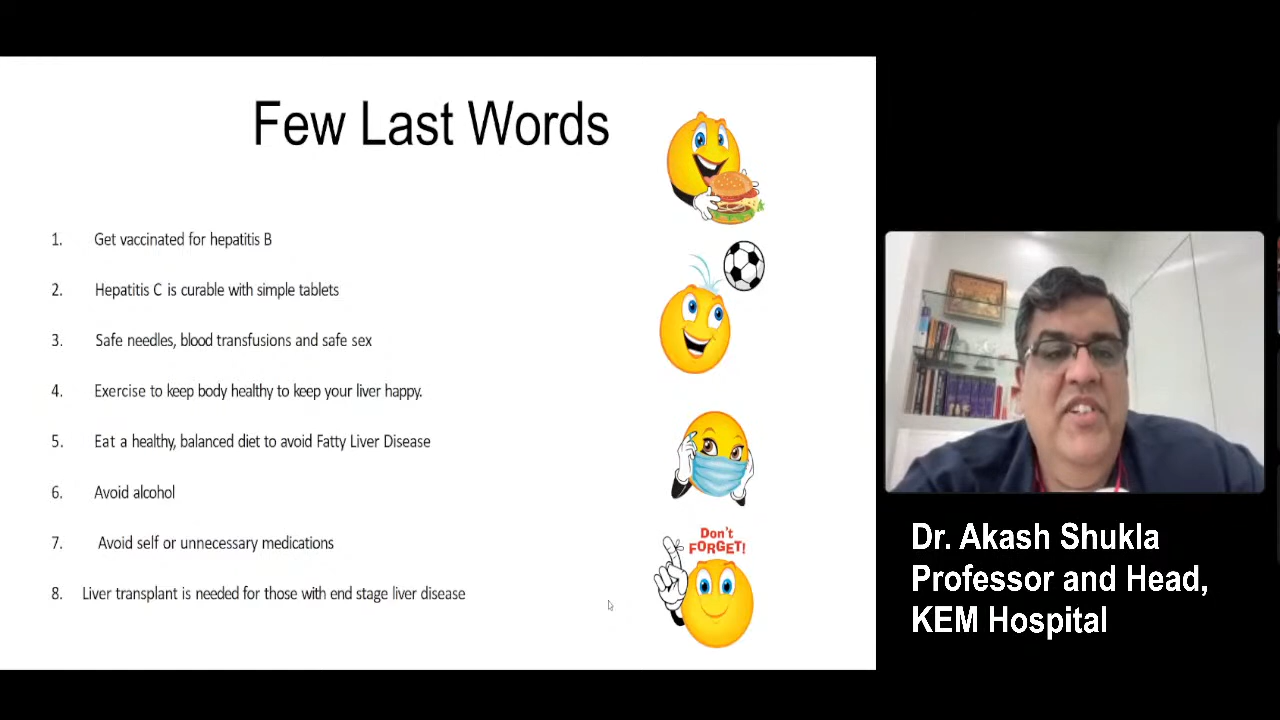 Few Last Words
1. Get vaccinated for hepatitis B
2. Hepatitis C is curable with simple tablets
3. Safe needles, blood transfusions and safe sex
4. Exercise to keep body healthy to keep your liver happy.
5. Eat a healthy, balanced diet to avoid Fatty Liver Disease
6. Avoid alcohol
7. Avoid self or unnecessary medications
8. Liver transplant is needed for those with end stage liver disease
Don't
FORGET!
Dr. Akash Shukla
Professor and Head,
KEM Hospital